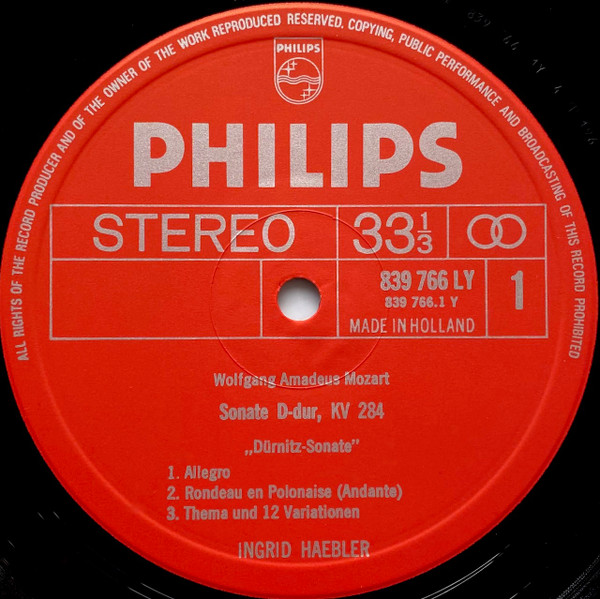 ALL RIGHTS OF THE RECORD PRODUCER AND OF THE OWNER OF THE WORK REPRODUCED RESERVED. COPYING, PUBLIC PERFORMANCE AND BROADCASTING OF THIS RECORD PROHIBITED
PHILIPS
PHILIPS
STEREO
33 1/3
839 766 LY
839 766.1 Y
1
MADE IN HOLLAND
Wolfgang Amadeus Mozart
Sonate D-dur, KV 284
„Dürnitz-Sonate"
1. Allegro
2. Rondeau en Polonaise (Andante)
3. Thema und 12 Variationen
INGRID HAEBLER